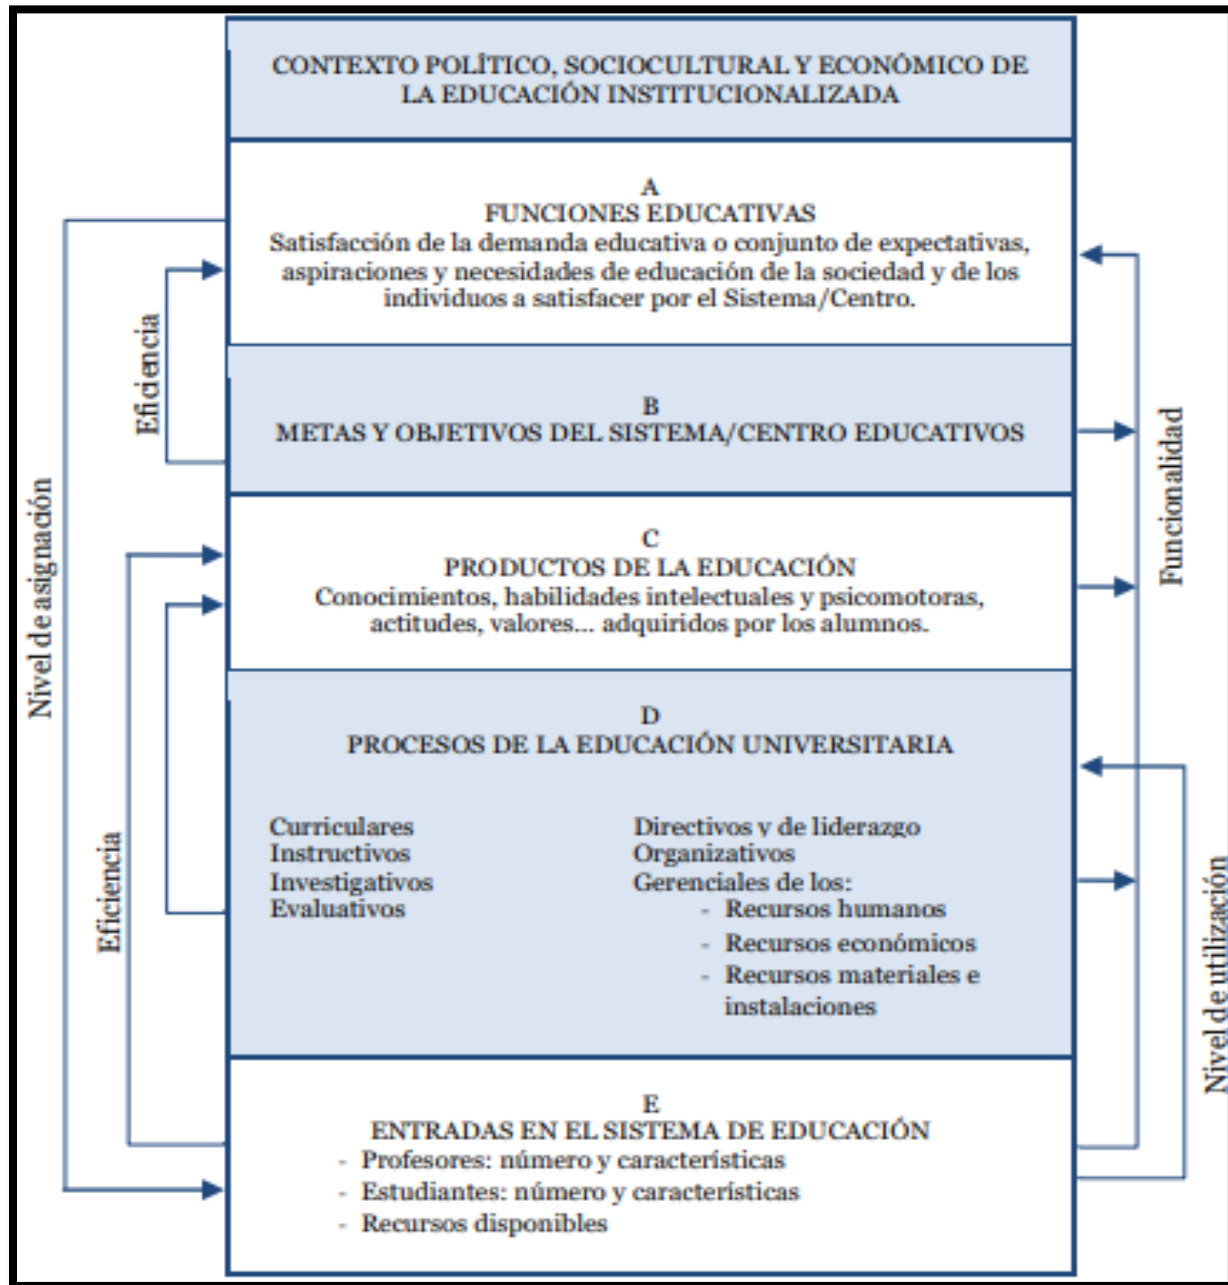 CONTEXTO POLÍTICO, SOCIOCULTURAL Y ECONÓMICO DE
LA EDUCACIÓN INSTITUCIONALIZADA
A
FUNCIONES EDUCATIVAS
Satisfacción de la demanda educativa o conjunto de expectativas,
aspiraciones y necesidades de educación de la sociedad y de los
individuos a satisfacer por el Sistema/Centro.
B
METAS Y OBJETIVOS DEL SISTEMA/CENTRO EDUCATIVOS
C
PRODUCTOS DE LA EDUCACIÓN
Conocimientos, habilidades intelectuales y psicomotoras,
actitudes, valores... adquiridos por los alumnos.
D
PROCESOS DE LA EDUCACIÓN UNIVERSITARIA
Curriculares
Instructivos
Investigativos
Evaluativos
Directivos y de liderazgo
Organizativos
Gerenciales de los:
- Recursos humanos
- Recursos económicos
- Recursos materiales e
instalaciones
E
ENTRADAS EN EL SISTEMA DE EDUCACIÓN
- Profesores: número y características
- Estudiantes: número y características
- Recursos disponibles
Nivel de asignación
Eficiencia
Eficiencia
Funcionalidad
Nivel de utilización